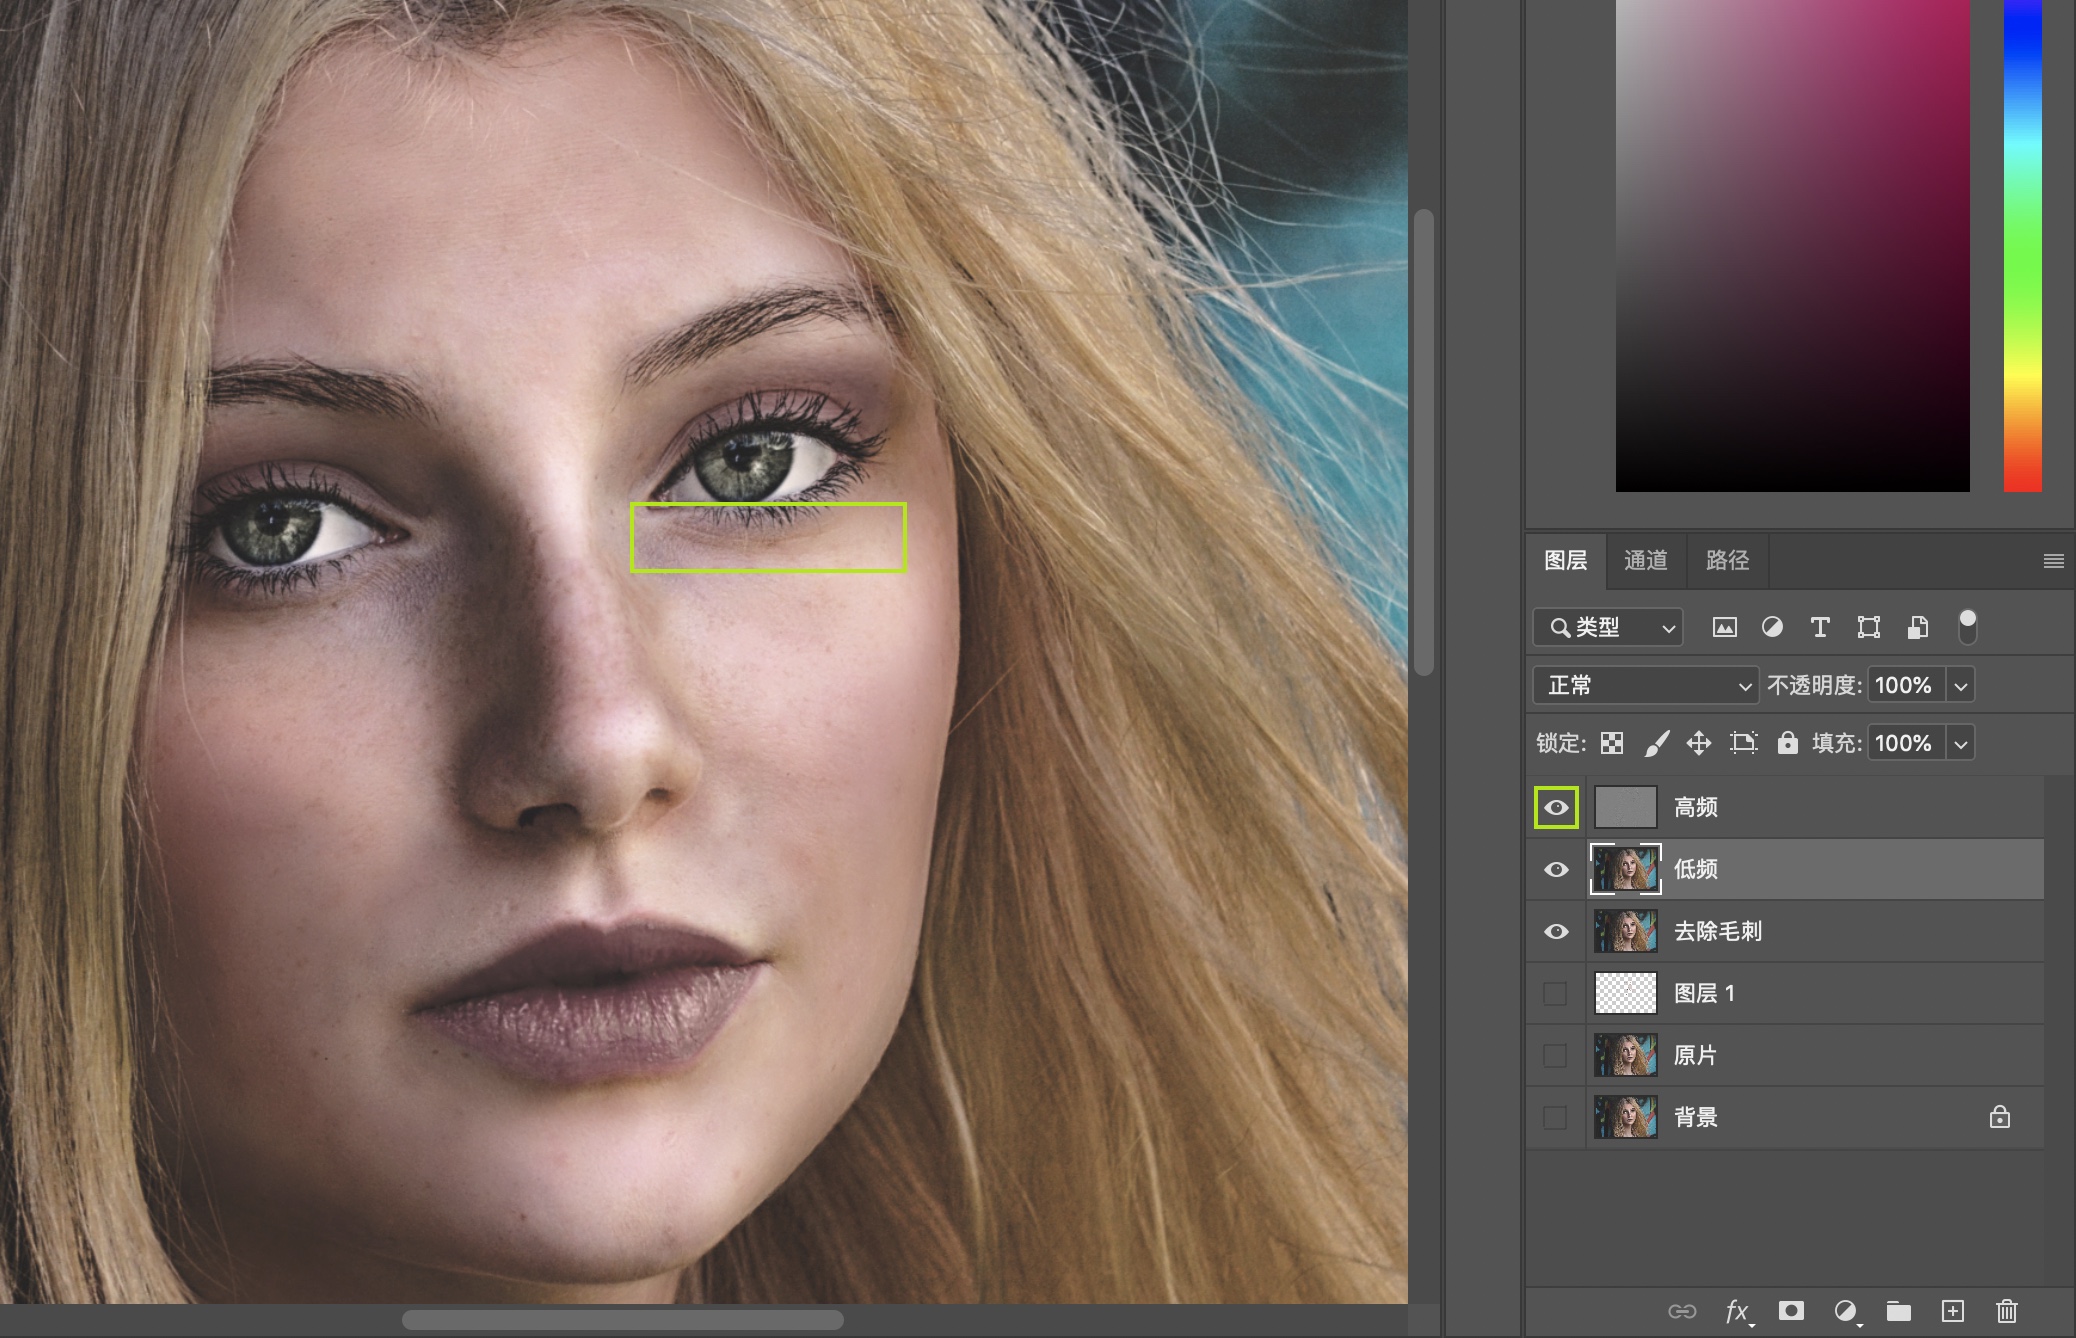 图层 通道 路径
类型
正常 不透明度: 100%
锁定: 填充: 100%
高频
低频
去除毛刺
图层 1
原片
背景
fx